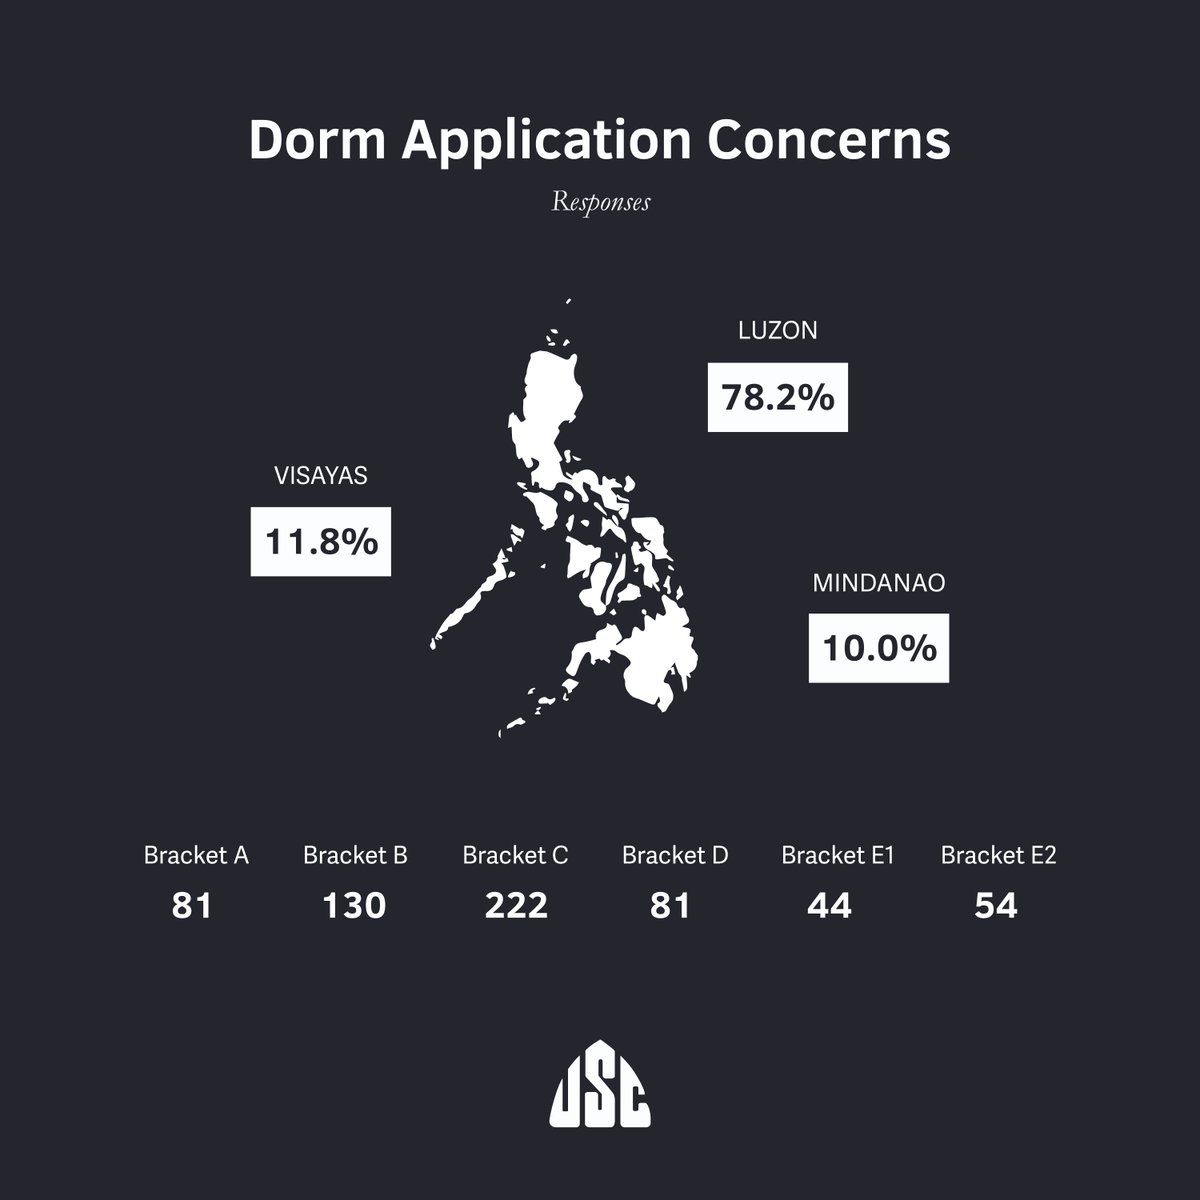 Dorm Application Concerns
Responses
LUZON
78.2%
VISAYAS
11.8%
MINDANAO
10.0%
Bracket A Bracket B Bracket C Bracket D Bracket E1 Bracket E2
81 130 222 81 44 54
USC